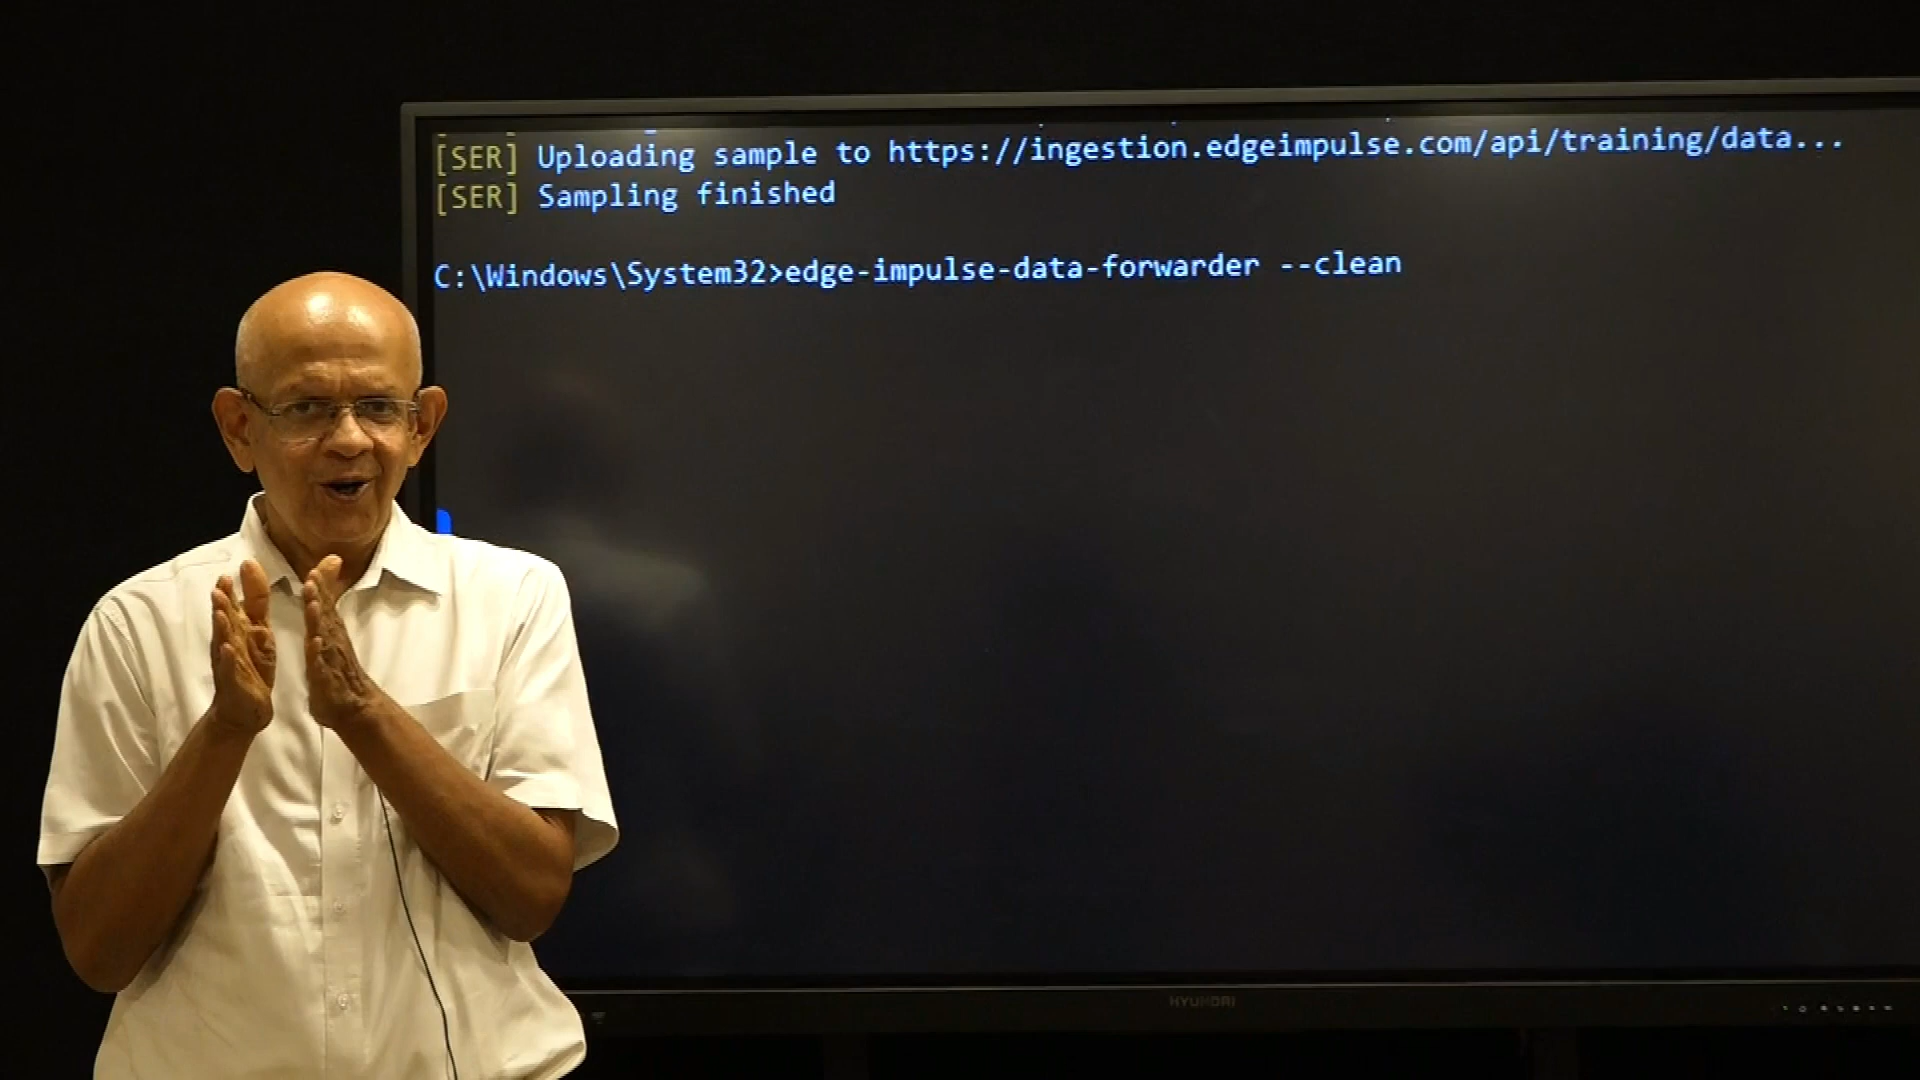 [SER] Uploading sample to https://ingestion.edgeimpulse.com/api/training/data...
[SER] Sampling finished
C:\Windows\System32>edge-impulse-data-forwarder --clean
HYUNDAI